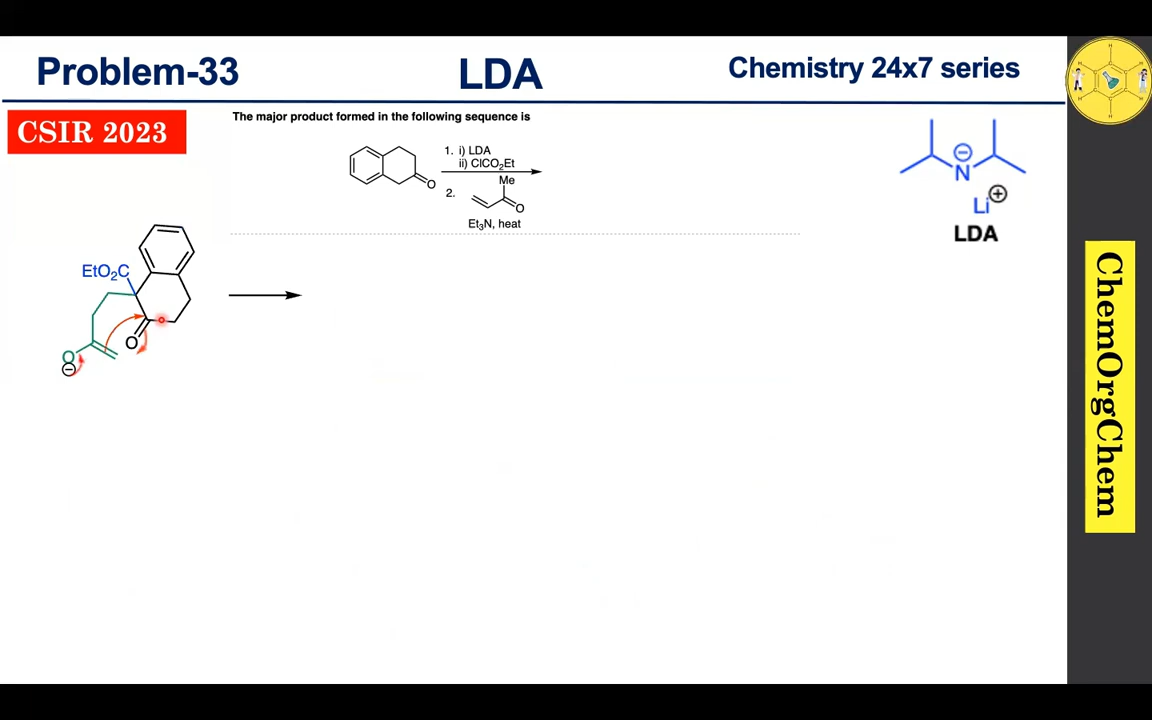 Problem-33
LDA
Chemistry 24x7 series
CSIR 2023
The major product formed in the following sequence is
1. i) LDA
ii) ClCO₂Et
Me
2.
O
O
Et₃N, heat
N
⊖
Li⊕
LDA
EtO₂C
O
O
⊖
ChemOrgChem